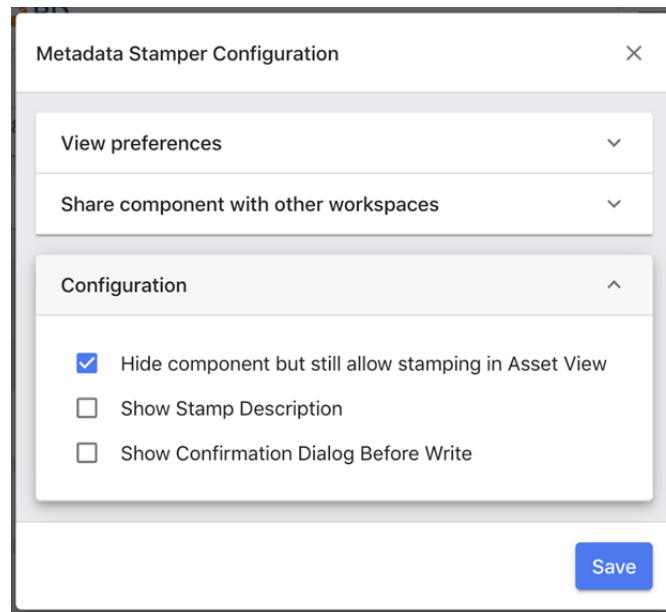 Metadata Stamper Configuration
View preferences
Share component with other workspaces
Configuration
Hide component but still allow stamping in Asset View
Show Stamp Description
Show Confirmation Dialog Before Write
Save